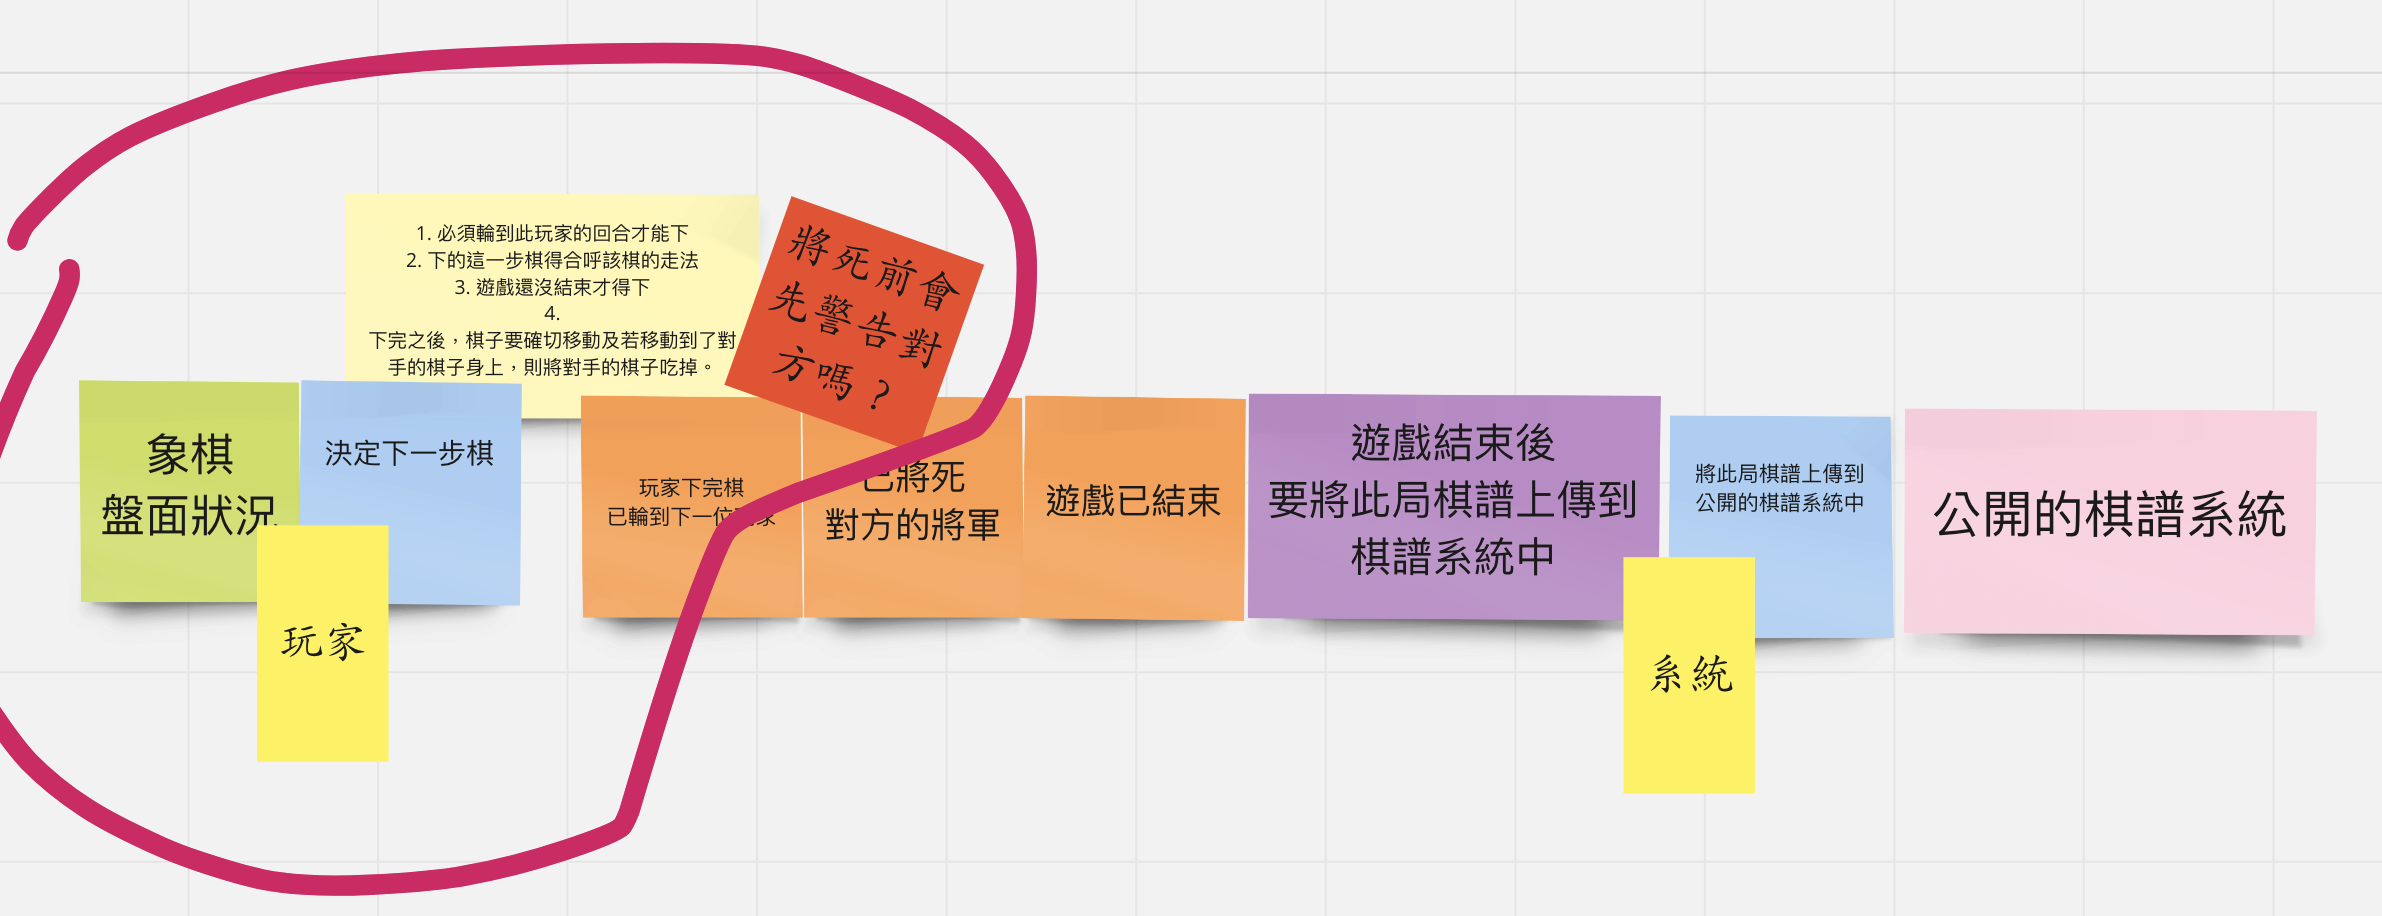 1. 必須輪到此玩家的回合才能下
2. 下的這一步棋得合呼該棋的走法
3. 遊戲還沒結束才得下
4.
下完之後，棋子要確切移動及若移動到了對
手的棋子身上，則將對手的棋子吃掉。
將死前會
先警告對
方嗎？
象棋
盤面狀況
決定下一步棋
玩家
玩家下完棋
已輪到下一位玩家
已將死
對方的將軍
遊戲已結束
遊戲結束後
要將此局棋譜上傳到
棋譜系統中
將此局棋譜上傳到
公開的棋譜系統中
系統
公開的棋譜系統